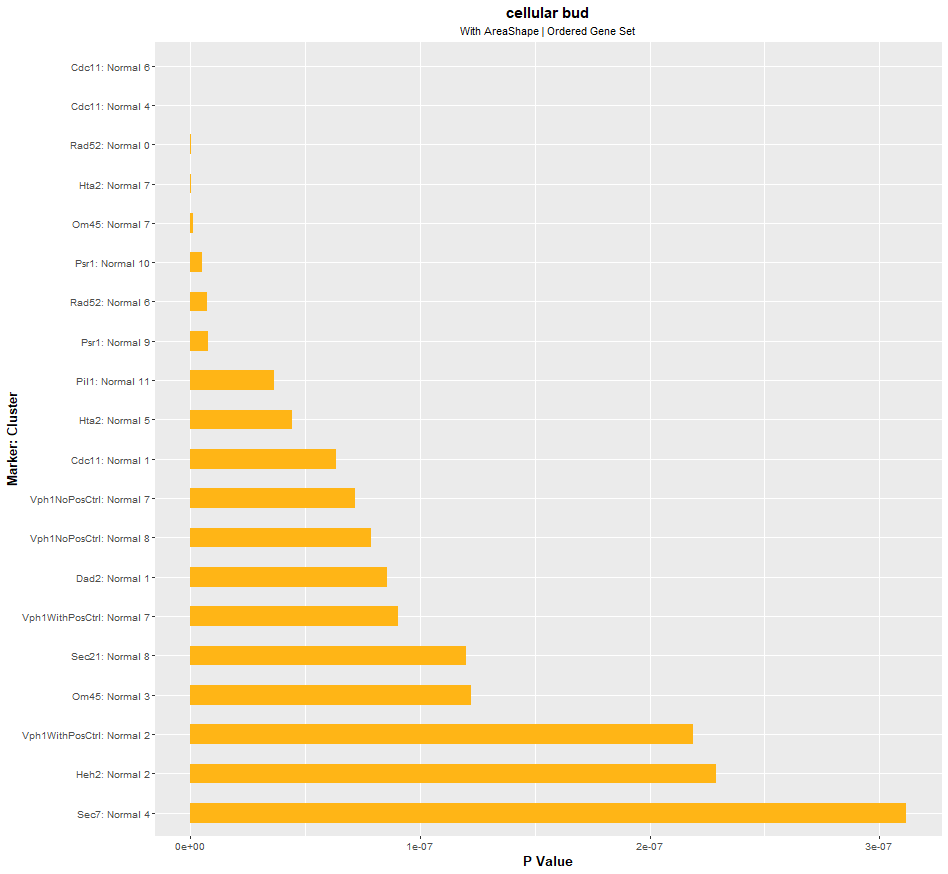 cellular bud
With AreaShape | Ordered Gene Set
Marker: Cluster
Cdc11: Normal 6
Cdc11: Normal 4
Rad52: Normal 0
Hta2: Normal 7
Om45: Normal 7
Psr1: Normal 10
Rad52: Normal 6
Psr1: Normal 9
Pil1: Normal 11
Hta2: Normal 5
Cdc11: Normal 1
Vph1NoPosCtrl: Normal 7
Vph1NoPosCtrl: Normal 8
Dad2: Normal 1
Vph1WithPosCtrl: Normal 7
Sec21: Normal 8
Om45: Normal 3
Vph1WithPosCtrl: Normal 2
Heh2: Normal 2
Sec7: Normal 4
0e+00 1e-07 2e-07 3e-07
P Value